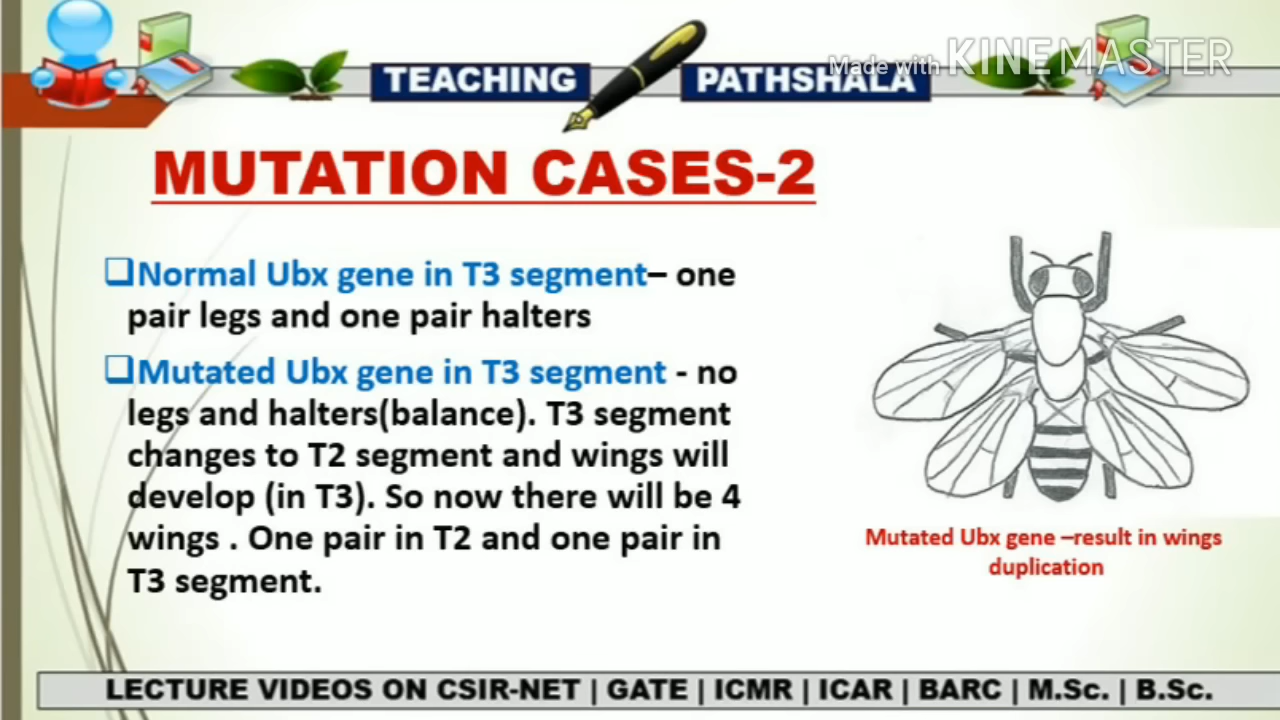 TEACHING PATHSHALA
Made with KINEMASTER
MUTATION CASES-2
Normal Ubx gene in T3 segment– one
pair legs and one pair halters
Mutated Ubx gene in T3 segment - no
legs and halters(balance). T3 segment
changes to T2 segment and wings will
develop (in T3). So now there will be 4
wings . One pair in T2 and one pair in
T3 segment.
Mutated Ubx gene –result in wings
duplication
LECTURE VIDEOS ON CSIR-NET | GATE | ICMR | ICAR | BARC | M.Sc. | B.Sc.